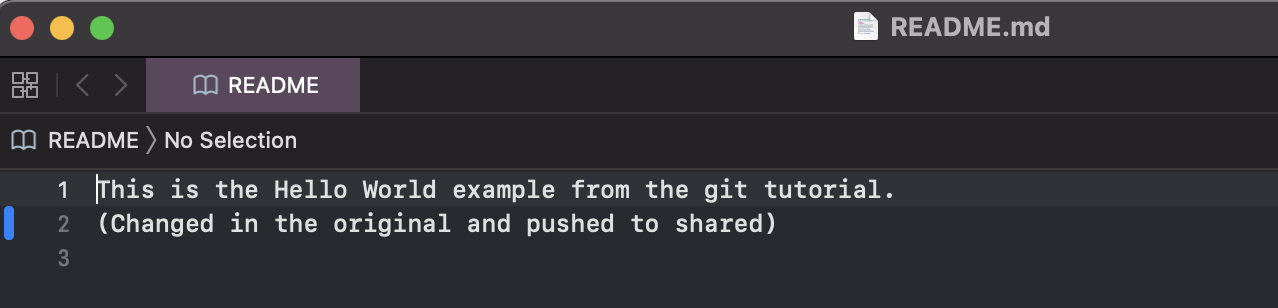 README.md
README
README No Selection
1 This is the Hello World example from the git tutorial.
2 (Changed in the original and pushed to shared)
3